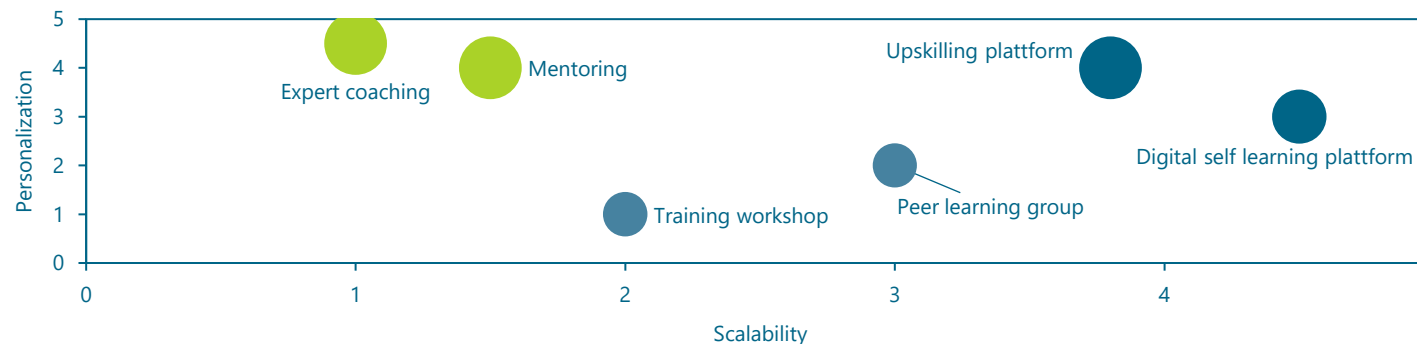 Personalization
5
4
3
2
1
0
Expert coaching
Mentoring
Upskilling plattform
Digital self learning plattform
Peer learning group
Training workshop
0
1
2
3
4
Scalability